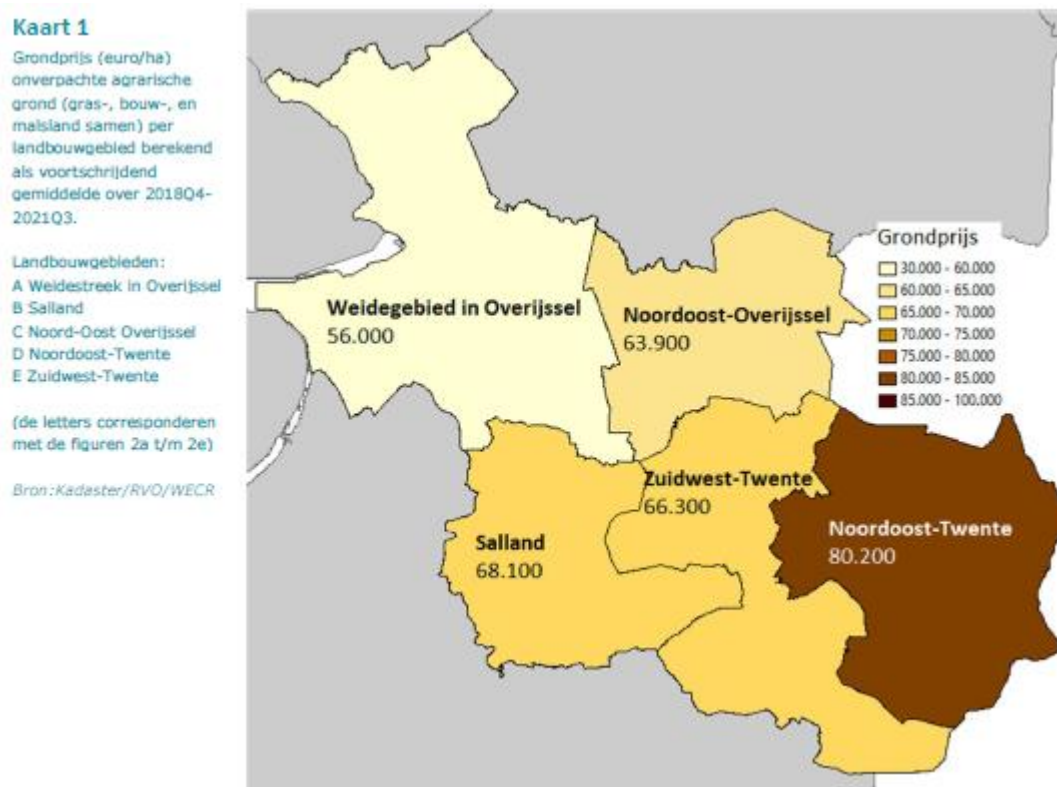 Kaart 1
Grondprijs (euro/ha)
onverpachte agrarische
grond (gras-, bouw-, en
maïsland samen) per
landbouwgebied berekend
als voortschrijdend
gemiddelde over 2018Q4-
2021Q3.
Landbouwgebieden:
A Weidestreek in Overijssel
B Salland
C Noord-Oost Overijssel
D Noordoost-Twente
E Zuidwest-Twente
(de letters corresponderen
met de figuren 2a t/m 2e)
Bron:Kadaster/RVO/WECR
Weidegebied in Overijssel
56.000
Noordoost-Overijssel
63.900
Zuidwest-Twente
66.300
Salland
68.100
Noordoost-Twente
80.200
Grondprijs
30.000 - 60.000
60.000 - 65.000
65.000 - 70.000
70.000 - 75.000
75.000 - 80.000
80.000 - 85.000
85.000 - 100.000